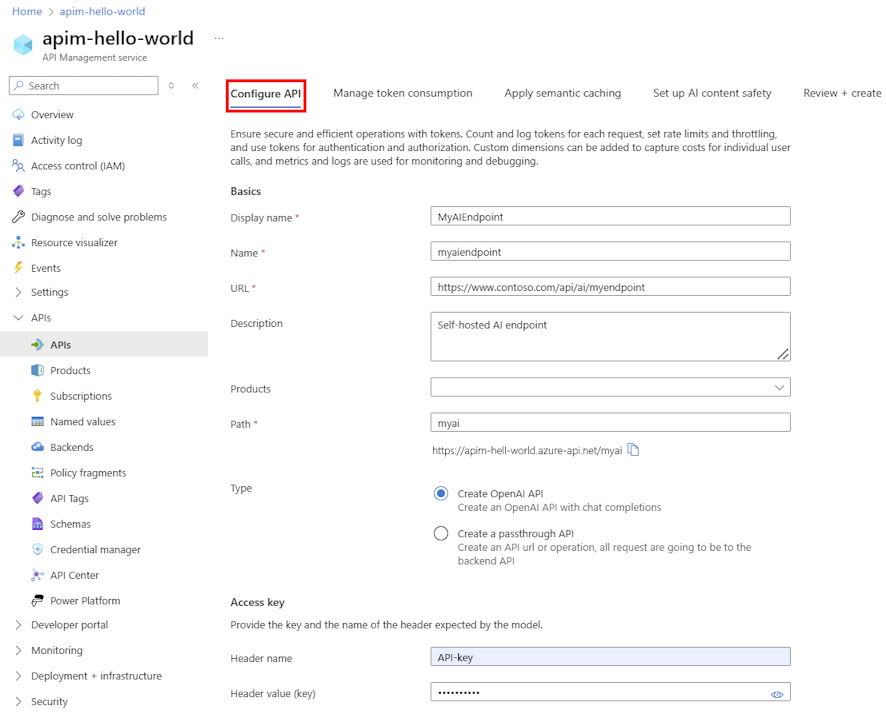 Home > apim-hello-world
apim-hello-world ...
API Management service
Search
Overview
Activity log
Access control (IAM)
Tags
Diagnose and solve problems
Resource visualizer
Events
Settings
APIs
APIs
Products
Subscriptions
Named values
Backends
Policy fragments
API Tags
Schemas
Credential manager
API Center
Power Platform
Developer portal
Monitoring
Deployment + infrastructure
Security
Configure API
Manage token consumption
Apply semantic caching
Set up AI content safety
Review + create
Ensure secure and efficient operations with tokens. Count and log tokens for each request, set rate limits and throttling,
and use tokens for authentication and authorization. Custom dimensions can be added to capture costs for individual user
calls, and metrics and logs are used for monitoring and debugging.
Basics
Display name *
MyAIEndpoint
Name *
myaiendpoint
URL *
https://www.contoso.com/api/ai/myendpoint
Description
Self-hosted AI endpoint
Products
Path *
myai
https://apim-hell-world.azure-api.net/myai
Type
Create OpenAI API
Create an OpenAI API with chat completions
Create a passthrough API
Create an API url or operation, all request are going to be to the
backend API
Access key
Provide the key and the name of the header expected by the model.
Header name
API-key
Header value (key)
••••••••••